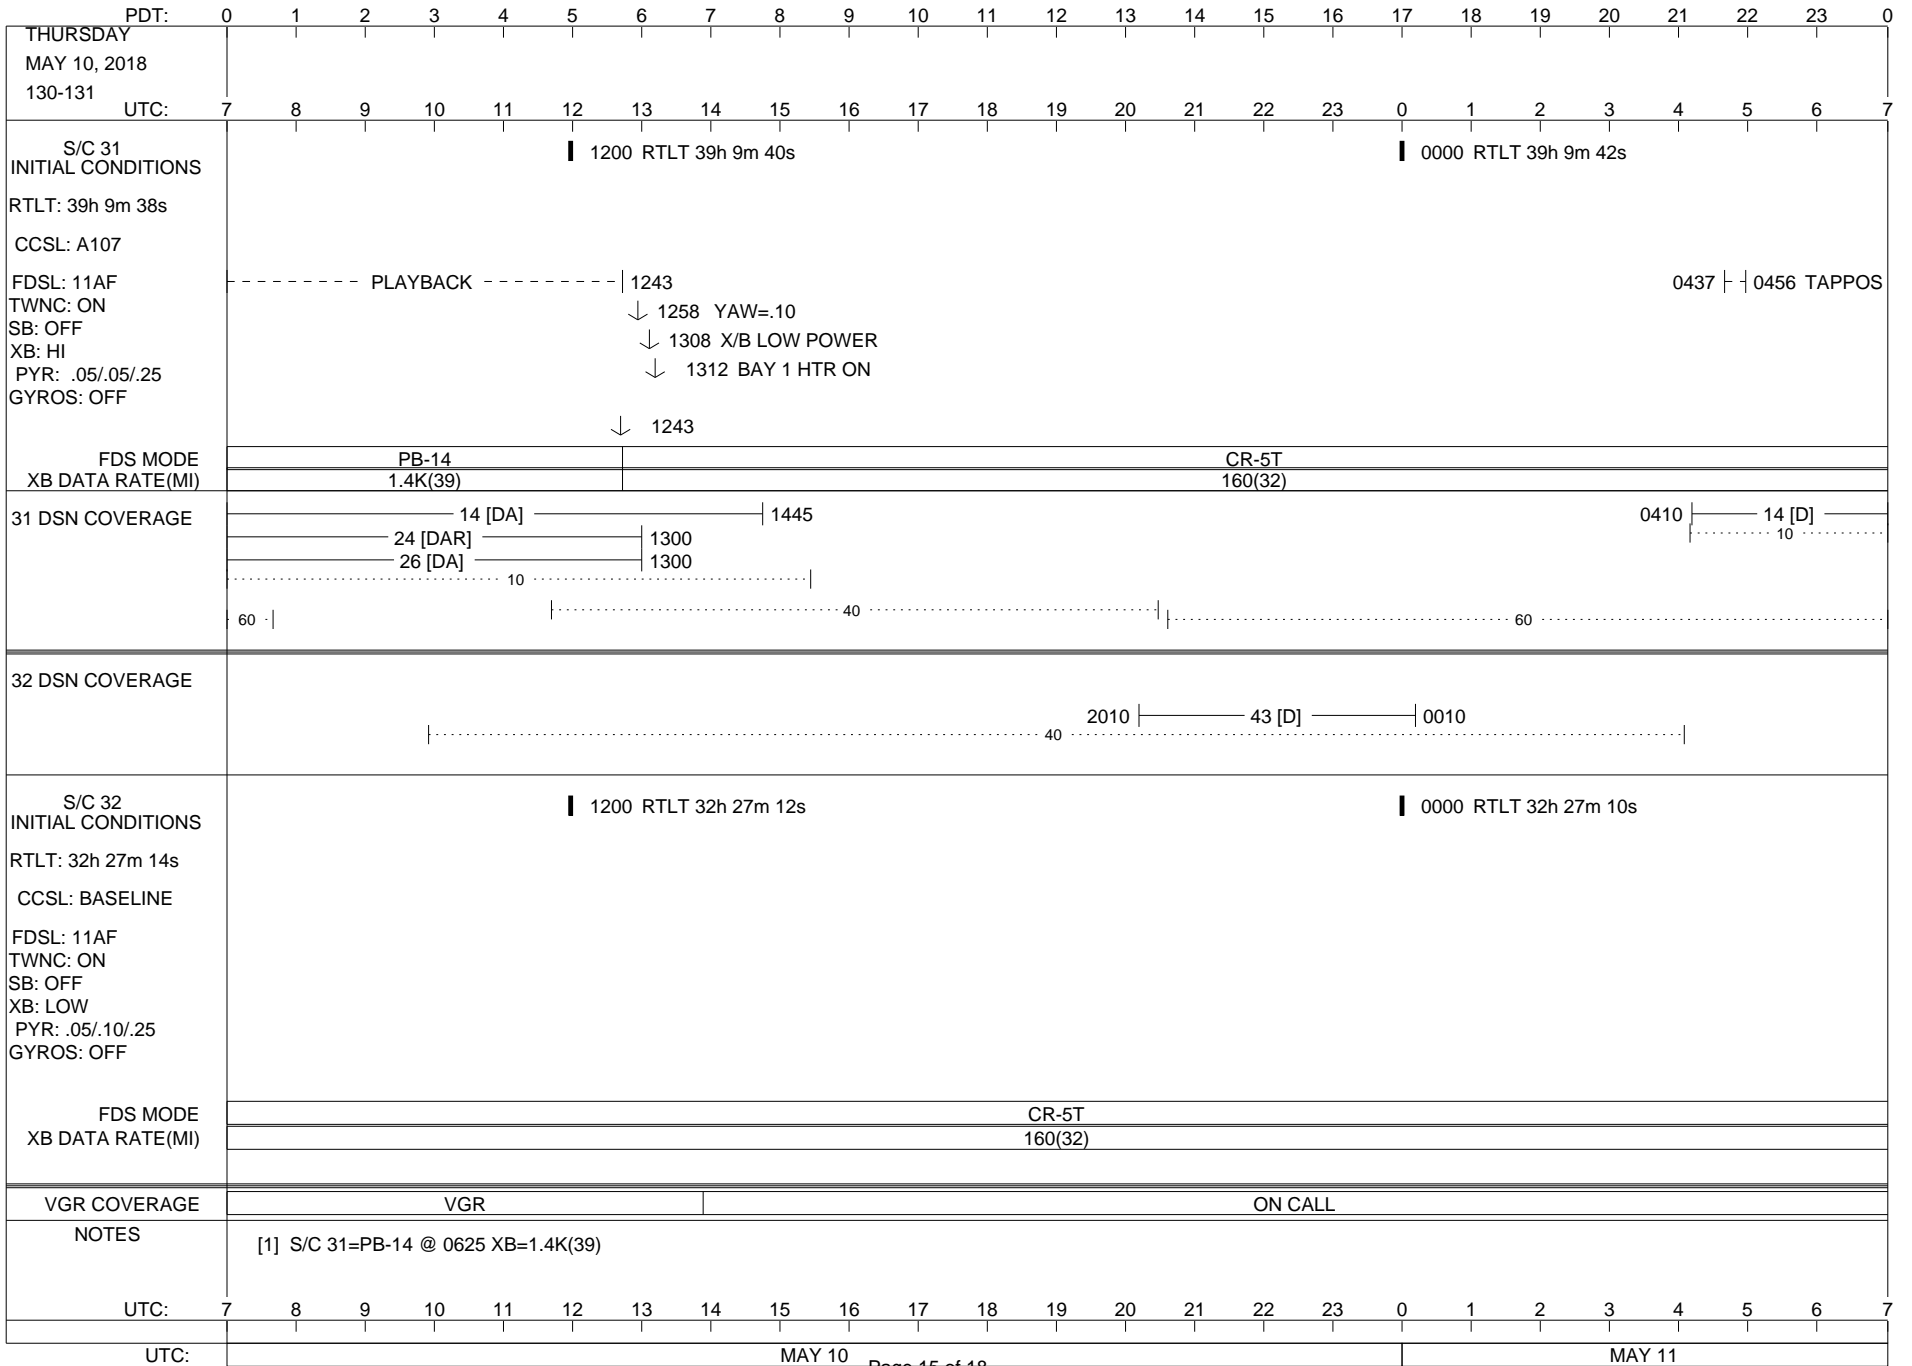 PDT: 0 1 2 3 4 5 6 7 8 9 10 11 12 13 14 15 16 17 18 19 20 21 22 23 0
THURSDAY
MAY 10, 2018
130-131
UTC: 7 8 9 10 11 12 13 14 15 16 17 18 19 20 21 22 23 0 1 2 3 4 5 6 7
S/C 31
INITIAL CONDITIONS
1200 RTLT 39h 9m 40s
0000 RTLT 39h 9m 42s
RTLT: 39h 9m 38s
CCSL: A107
FDSL: 11AF
PLAYBACK 1243
0437 0456 TAPPOS
TWNC: ON
1258 YAW=.10
SB: OFF
XB: HI
1308 X/B LOW POWER
PYR: .05/.05/.25
1312 BAY 1 HTR ON
GYROS: OFF
1243
FDS MODE PB-14 CR-5T
XB DATA RATE(MI) 1.4K(39) 160(32)
31 DSN COVERAGE
14 [DA] 1445
0410 14 [D]
24 [DAR] 1300
10
26 [DA] 1300
10
40
60
60
32 DSN COVERAGE
2010 43 [D] 0010
40
S/C 32
INITIAL CONDITIONS
1200 RTLT 32h 27m 12s
0000 RTLT 32h 27m 10s
RTLT: 32h 27m 14s
CCSL: BASELINE
FDSL: 11AF
TWNC: ON
SB: OFF
XB: LOW
PYR: .05/.10/.25
GYROS: OFF
FDS MODE CR-5T
XB DATA RATE(MI) 160(32)
VGR COVERAGE VGR ON CALL
NOTES
[1] S/C 31=PB-14 @ 0625 XB=1.4K(39)
UTC: 7 8 9 10 11 12 13 14 15 16 17 18 19 20 21 22 23 0 1 2 3 4 5 6 7
UTC: MAY 10 MAY 11
Page 15 of 18